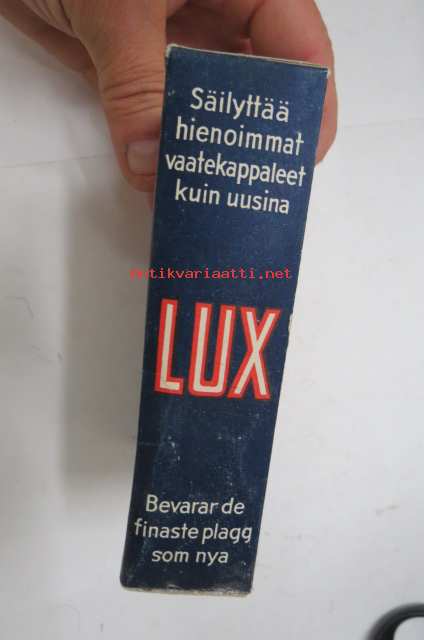 Säilyttää
hienoimmat
vaatekappaleet
kuin uusina
antikvariaatti.net
LUX
Bevarar de
finaste plagg
som nya